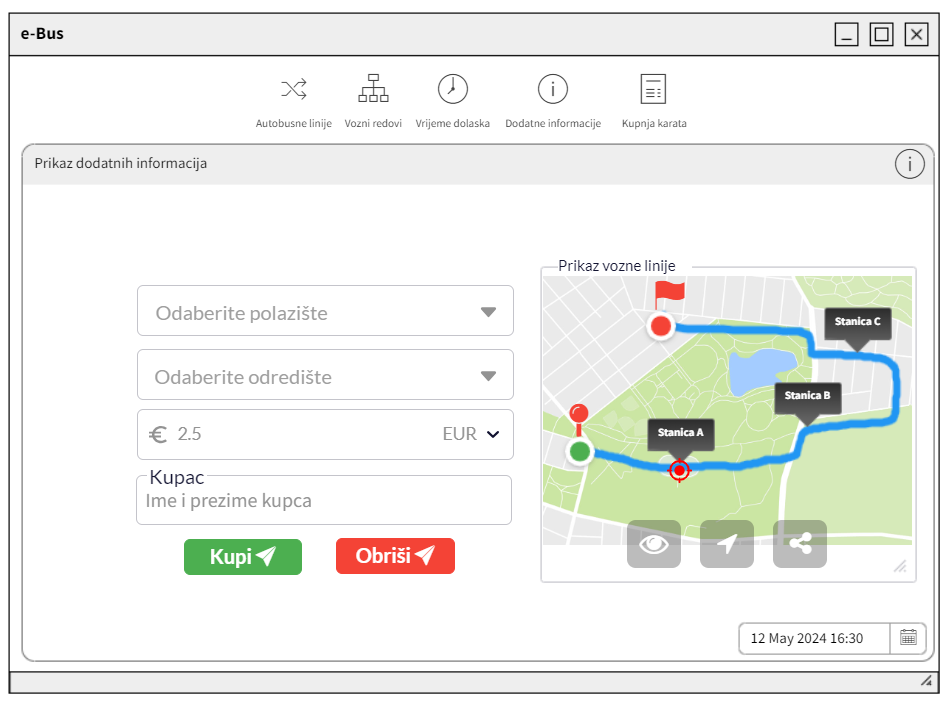 e-Bus
Autobusne linije
Vozni redovi
Vrijeme dolaska
Dodatne informacije
Kupnja karata
Prikaz dodatnih informacija
Odaberite polazište
Odaberite odredište
€ 2.5 EUR
Kupac
Ime i prezime kupca
Kupi
Obriši
Prikaz vozne linije
Stanica C
Stanica B
Stanica A
12 May 2024 16:30